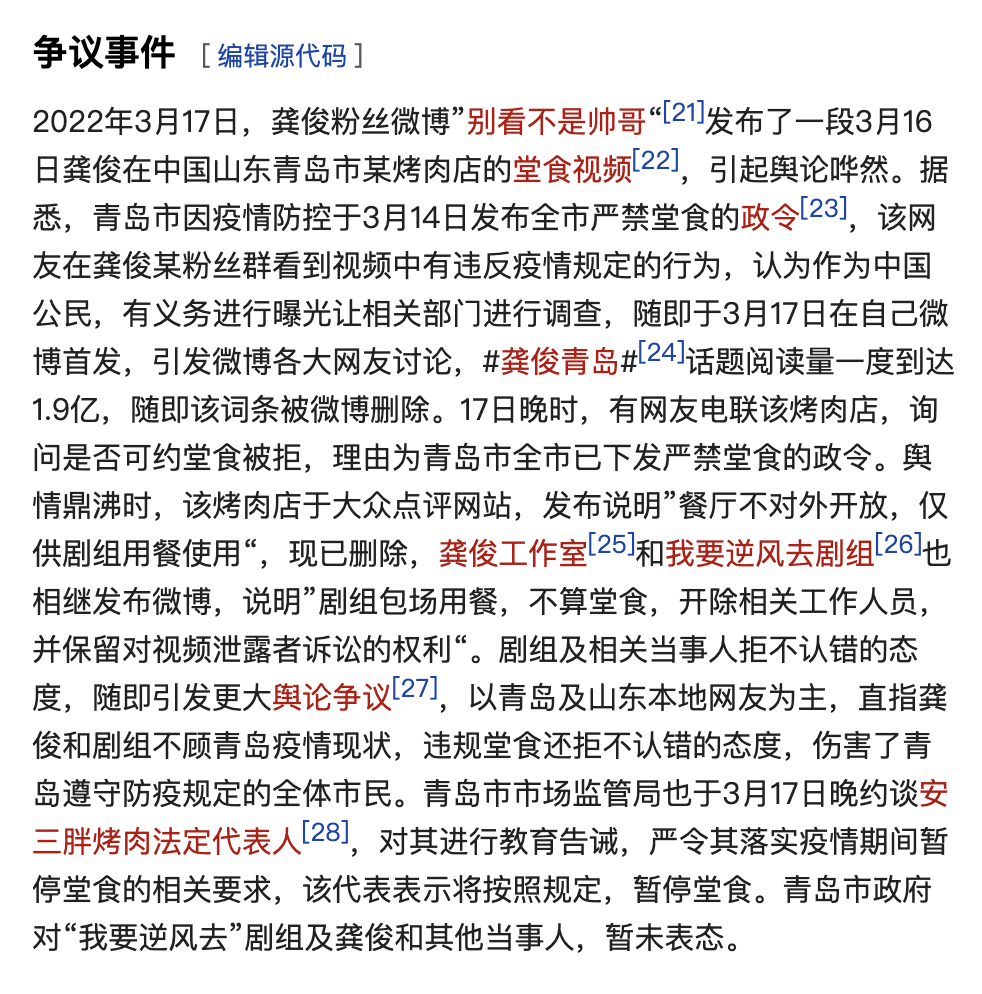 争议事件 [ 编辑源代码 ]
2022年3月17日，龚俊粉丝微博”别看不是帅哥“[21]发布了一段3月16
日龚俊在中国山东青岛市某烤肉店的堂食视频[22]，引起舆论哗然。据
悉，青岛市因疫情防控于3月14日发布全市严禁堂食的政令[23]，该网
友在龚俊某粉丝群看到视频中有违反疫情规定的行为，认为作为中国
公民，有义务进行曝光让相关部门进行调查，随即于3月17日在自己微
博首发，引发微博各大网友讨论，#龚俊青岛#[24]话题阅读量一度到达
1.9亿，随即该词条被微博删除。17日晚时，有网友电联该烤肉店，询
问是否可约堂食被拒，理由为青岛市全市已下发严禁堂食的政令。舆
情鼎沸时，该烤肉店于大众点评网站，发布说明”餐厅不对外开放，仅
供剧组用餐使用“，现已删除，龚俊工作室[25]和我要逆风去剧组[26]也
相继发布微博，说明”剧组包场用餐，不算堂食，开除相关工作人员，
并保留对视频泄露者诉讼的权利“。剧组及相关当事人拒不认错的态
度，随即引发更大舆论争议[27]，以青岛及山东本地网友为主，直指龚
俊和剧组不顾青岛疫情现状，违规堂食还拒不认错的态度，伤害了青
岛遵守防疫规定的全体市民。青岛市市场监管局也于3月17日晚约谈安
三胖烤肉法定代表人[28]，对其进行教育告诫，严令其落实疫情期间暂
停堂食的相关要求，该代表表示将按照规定，暂停堂食。青岛市政府
对“我要逆风去”剧组及龚俊和其他当事人，暂未表态。